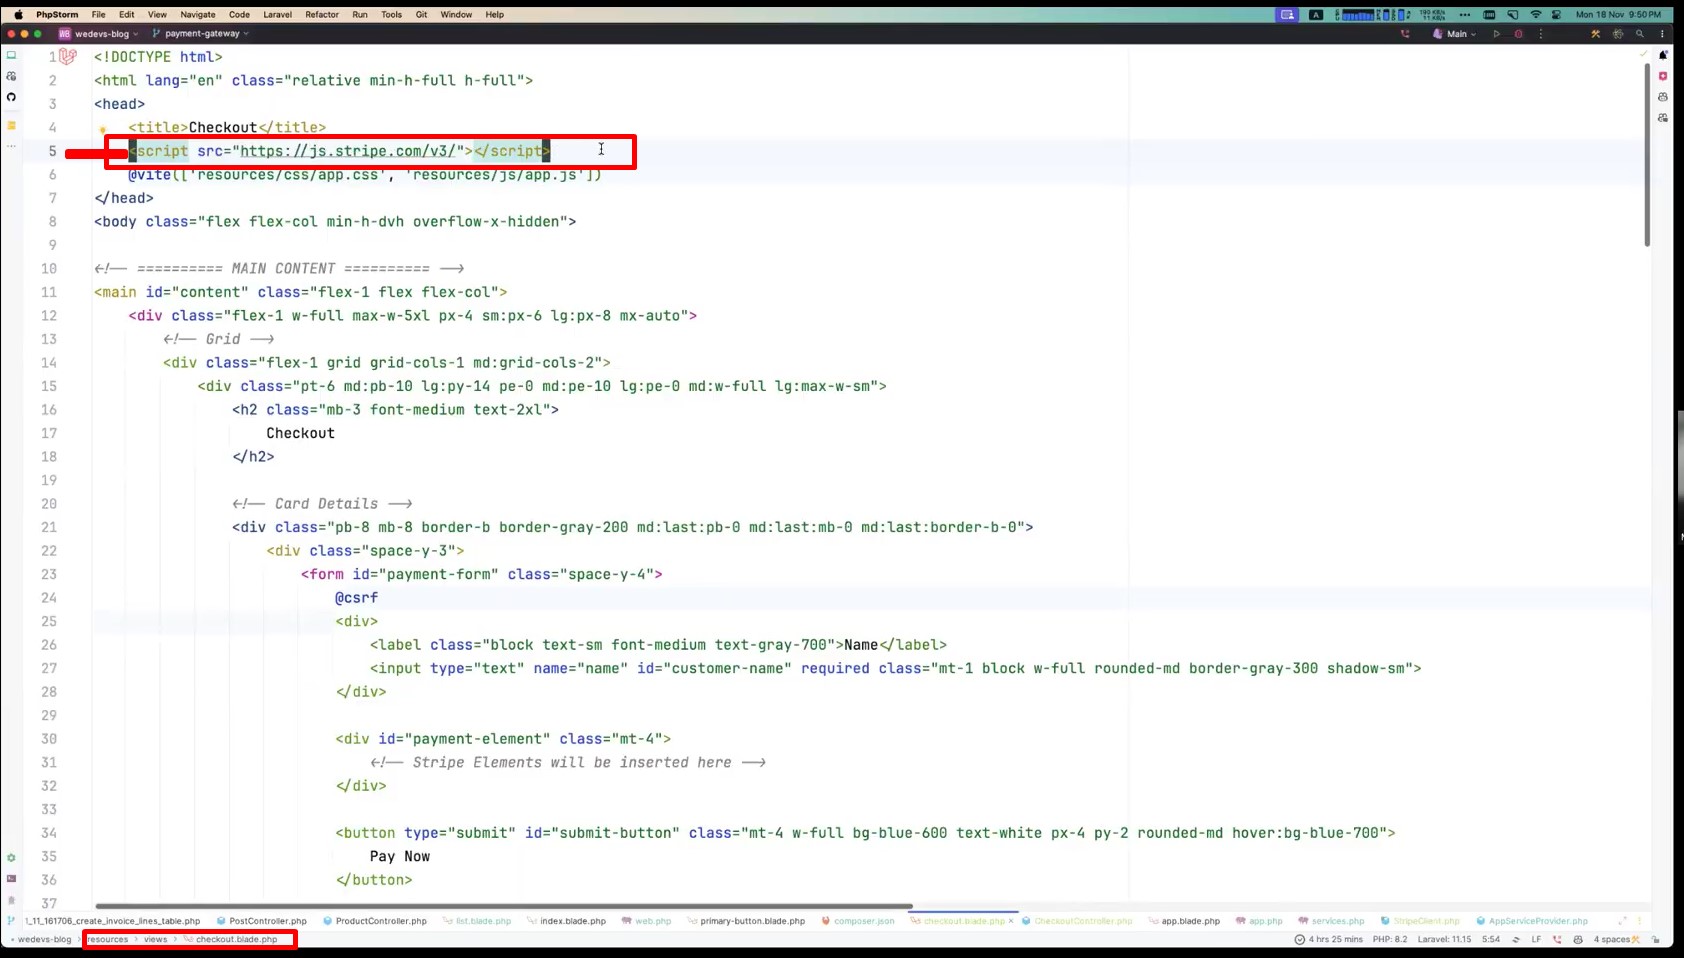 PhpStorm File Edit View Navigate Code Laravel Refactor Run Tools Git Window Help Mon 18 Nov 9:50 PM
WB wedevs-blog payment-gateway Main
1 <!DOCTYPE html>
2 <html lang="en" class="relative min-h-full h-full">
3 <head>
4 <title>Checkout</title>
5 <script src="https://js.stripe.com/v3/"></script>
6 @vite(['resources/css/app.css', 'resources/js/app.js'])
7 </head>
8 <body class="flex flex-col min-h-dvh overflow-x-hidden">
9
10 <!-- ========== MAIN CONTENT ========== -->
11 <main id="content" class="flex-1 flex flex-col">
12 <div class="flex-1 w-full max-w-5xl px-4 sm:px-6 lg:px-8 mx-auto">
13 <!-- Grid -->
14 <div class="flex-1 grid grid-cols-1 md:grid-cols-2">
15 <div class="pt-6 md:pb-10 lg:py-14 pe-0 md:pe-10 lg:pe-0 md:w-full lg:max-w-sm">
16 <h2 class="mb-3 font-medium text-2xl">
17 Checkout
18 </h2>
19
20 <!-- Card Details -->
21 <div class="pb-8 mb-8 border-b border-gray-200 md:last:pb-0 md:last:mb-0 md:last:border-b-0">
22 <div class="space-y-3">
23 <form id="payment-form" class="space-y-4">
24 @csrf
25 <div>
26 <label class="block text-sm font-medium text-gray-700">Name</label>
27 <input type="text" name="name" id="customer-name" required class="mt-1 block w-full rounded-md border-gray-300 shadow-sm">
28 </div>
29
30 <div id="payment-element" class="mt-4">
31 <!-- Stripe Elements will be inserted here -->
32 </div>
33
34 <button type="submit" id="submit-button" class="mt-4 w-full bg-blue-600 text-white px-4 py-2 rounded-md hover:bg-blue-700">
35 Pay Now
36 </button>
37
1_11_161706_create_invoice_lines_table.php PostController.php ProductController.php list.blade.php index.blade.php web.php primary-button.blade.php composer.json checkout.blade.php CheckoutController.php app.blade.php app.php services.php StripeClient.php AppServiceProvider.php
wedevs-blog resources views checkout.blade.php 4 hrs 25 mins PHP: 8.2 Laravel: 11.15 5:54 LF 4 spaces